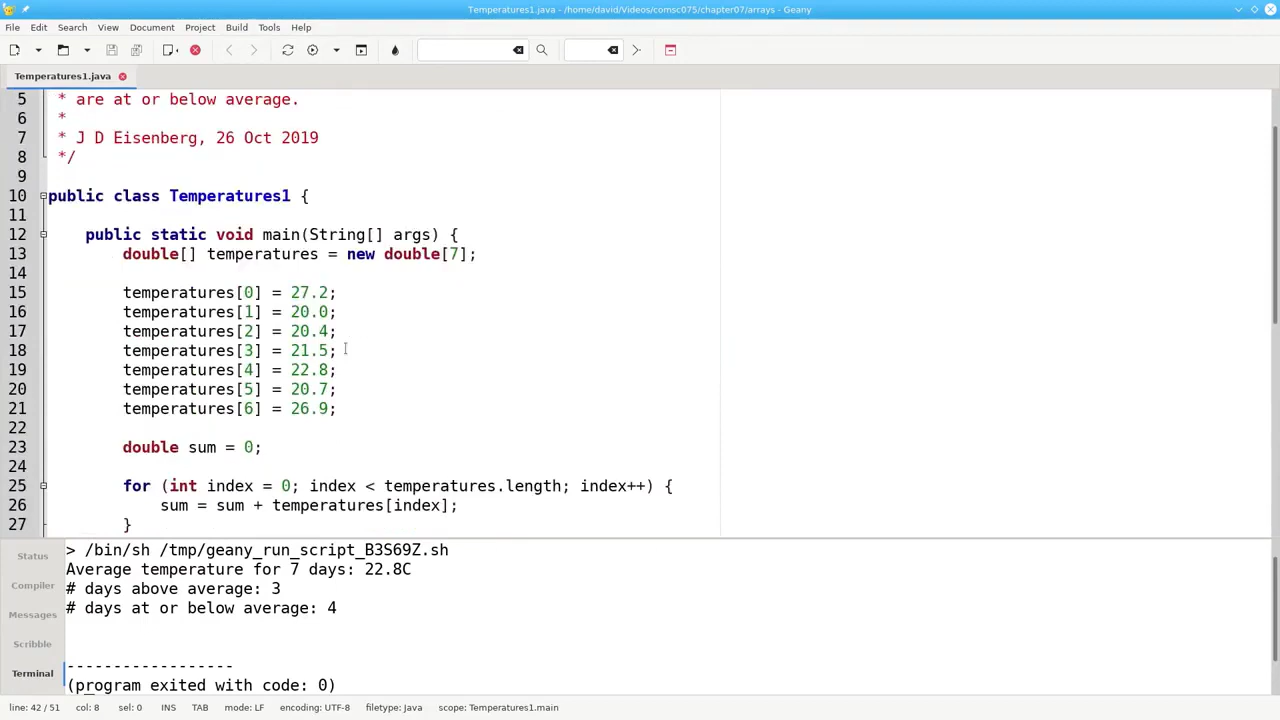 Temperatures1.java - /home/david/Videos/comsc075/chapter07/arrays - Geany
File Edit Search View Document Project Build Tools Help
Temperatures1.java
5 * are at or below average.
6 *
7 * J D Eisenberg, 26 Oct 2019
8 */
9
10 public class Temperatures1 {
11
12 public static void main(String[] args) {
13 double[] temperatures = new double[7];
14
15 temperatures[0] = 27.2;
16 temperatures[1] = 20.0;
17 temperatures[2] = 20.4;
18 temperatures[3] = 21.5;
19 temperatures[4] = 22.8;
20 temperatures[5] = 20.7;
21 temperatures[6] = 26.9;
22
23 double sum = 0;
24
25 for (int index = 0; index < temperatures.length; index++) {
26 sum = sum + temperatures[index];
27 }
Status
Compiler
Messages
Scribble
Terminal
> /bin/sh /tmp/geany_run_script_B3S69Z.sh
Average temperature for 7 days: 22.8C
# days above average: 3
# days at or below average: 4
------------------
(program exited with code: 0)
line: 42 / 51 col: 8 sel: 0 INS TAB mode: LF encoding: UTF-8 filetype: Java scope: Temperatures1.main